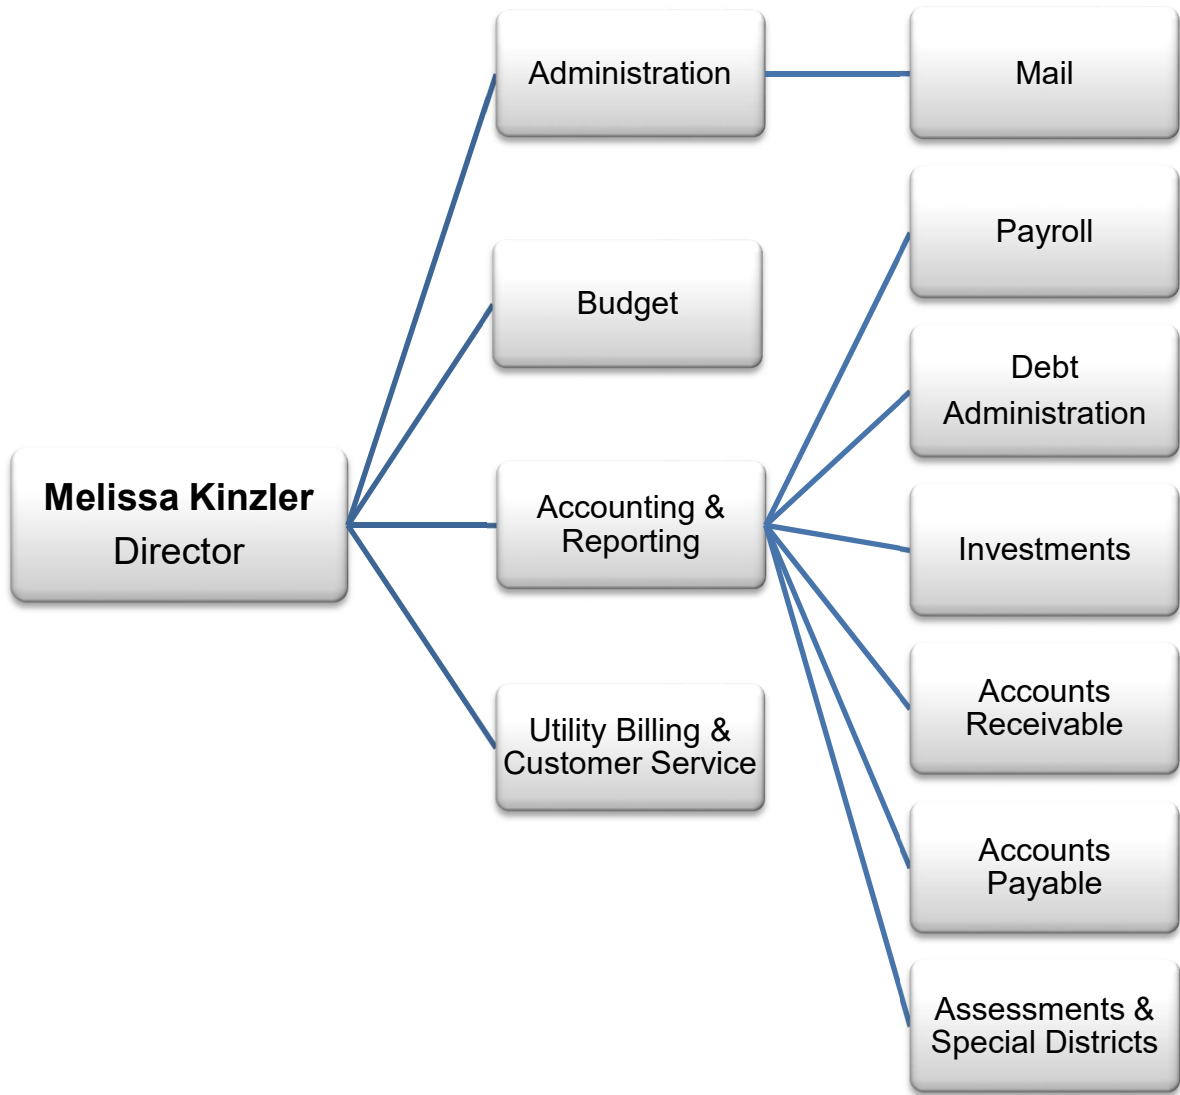 Administration
Mail
Payroll
Budget
Debt
Administration
Melissa Kinzler
Director
Accounting &
Reporting
Investments
Accounts
Receivable
Utility Billing &
Customer Service
Accounts
Payable
Assessments &
Special Districts